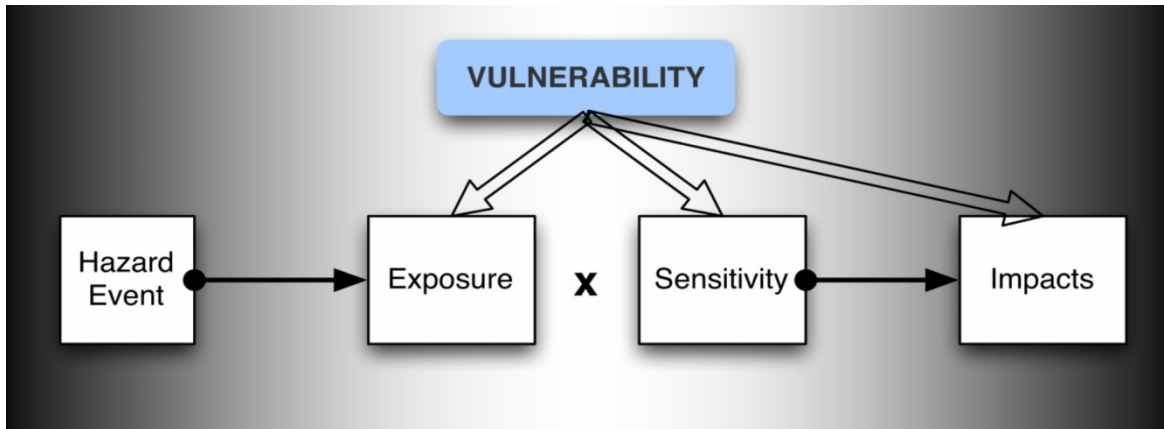 VULNERABILITY
Hazard
Event
Exposure
x
Sensitivity
Impacts